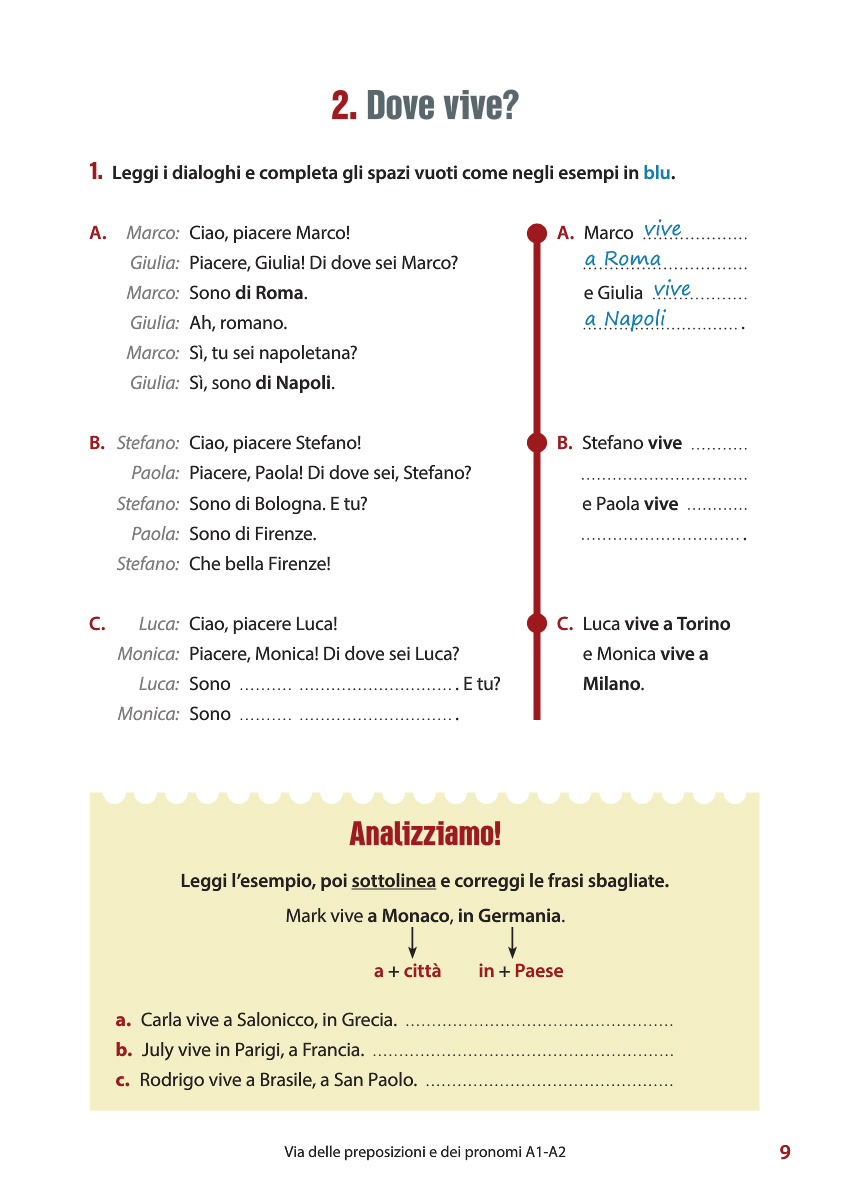 2. Dove vive?
1. Leggi i dialoghi e completa gli spazi vuoti come negli esempi in blu.
A. Marco: Ciao, piacere Marco!
Giulia: Piacere, Giulia! Di dove sei Marco?
Marco: Sono di Roma.
Giulia: Ah, romano.
Marco: Sì, tu sei napoletana?
Giulia: Sì, sono di Napoli.
A. Marco vive
a Roma
e Giulia vive
a Napoli .
B. Stefano: Ciao, piacere Stefano!
Paola: Piacere, Paola! Di dove sei, Stefano?
Stefano: Sono di Bologna. E tu?
Paola: Sono di Firenze.
Stefano: Che bella Firenze!
B. Stefano vive ...........
................................
e Paola vive ............
............................... .
C. Luca: Ciao, piacere Luca!
Monica: Piacere, Monica! Di dove sei Luca?
Luca: Sono .......... ............................. . E tu?
Monica: Sono .......... ............................. .
C. Luca vive a Torino
e Monica vive a
Milano.
Analizziamo!
Leggi l'esempio, poi sottolinea e correggi le frasi sbagliate.
Mark vive a Monaco, in Germania.
a + città in + Paese
a. Carla vive a Salonicco, in Grecia. ...................................................
b. July vive in Parigi, a Francia. .........................................................
c. Rodrigo vive a Brasile, a San Paolo. ...............................................
Via delle preposizioni e dei pronomi A1-A2
9